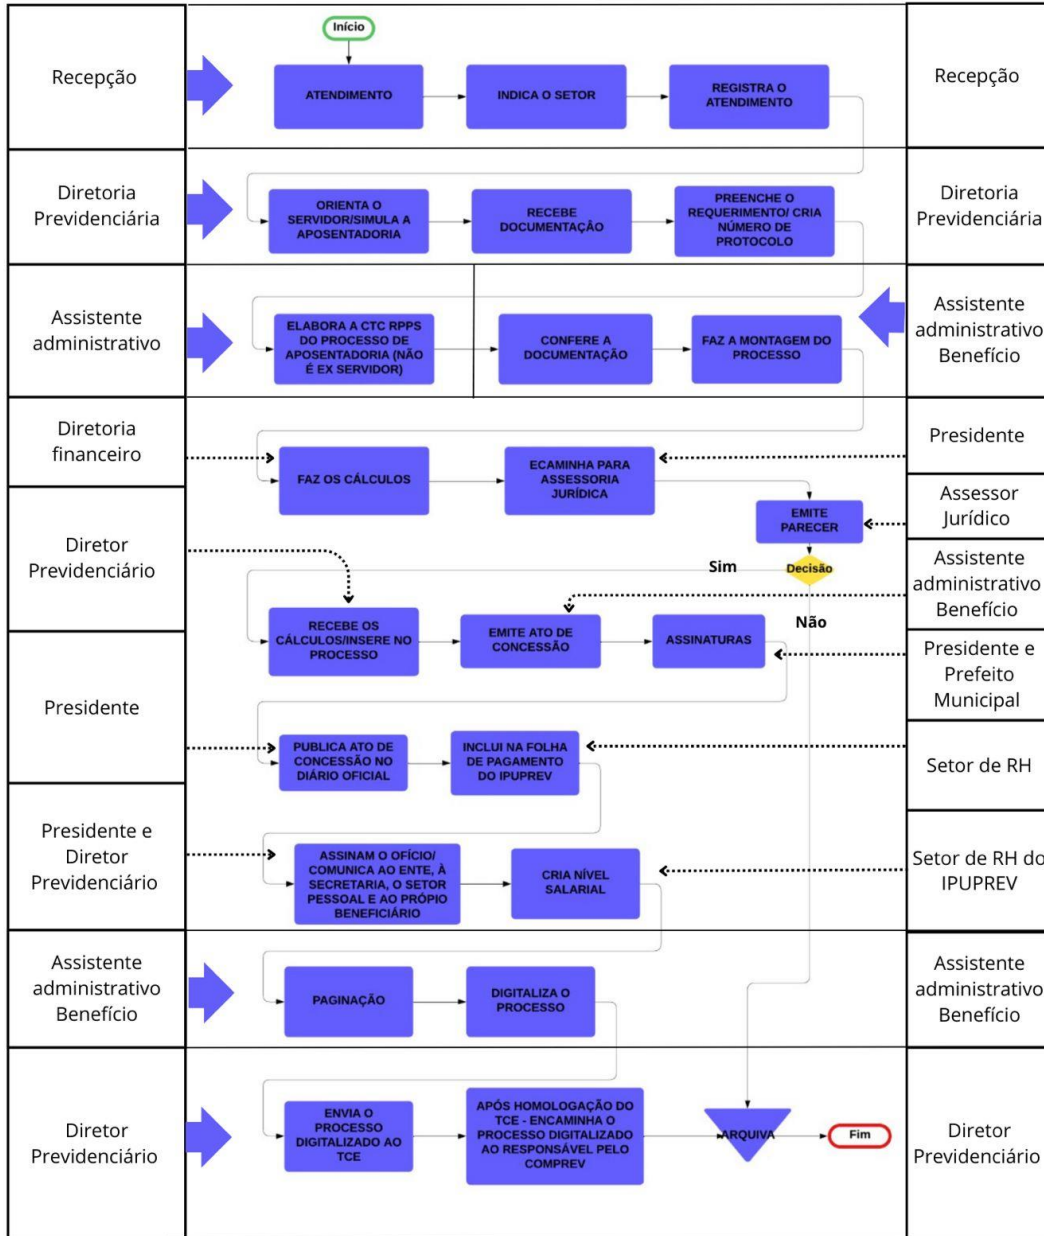 Início
Recepção
ATENDIMENTO
INDICA O SETOR
REGISTRA O
ATENDIMENTO
Recepção
Diretoria
Previdenciária
ORIENTA O
SERVIDOR/SIMULA A
APOSENTADORIA
RECEBE
DOCUMENTAÇÂO
PREENCHE O
REQUERIMENTO/ CRIA
NÚMERO DE
PROTOCOLO
Diretoria
Previdenciária
Assistente
administrativo
ELABORA A CTC RPPS
DO PROCESSO DE
APOSENTADORIA (NÃO
É EX SERVIDOR)
CONFERE A
DOCUMENTAÇÃO
FAZ A MONTAGEM DO
PROCESSO
Assistente
administrativo
Benefício
Diretoria
financeiro
FAZ OS CÁLCULOS
ECAMINHA PARA
ASSESSORIA
JURÍDICA
Presidente
EMITE
PARECER
Assessor
Jurídico
Diretor
Previdenciário
Sim
Decisão
Não
Assistente
administrativo
Benefício
RECEBE OS
CÁLCULOS/INSERE NO
PROCESSO
EMITE ATO DE
CONCESSÃO
ASSINATURAS
Presidente e
Prefeito
Municipal
Presidente
PUBLICA ATO DE
CONCESSÃO NO
DIÁRIO OFICIAL
INCLUI NA FOLHA
DE PAGAMENTO
DO IPUPREV
Setor de RH
Presidente e
Diretor
Previdenciário
ASSINAM O OFÍCIO/
COMUNICA AO ENTE, À
SECRETARIA, O SETOR
PESSOAL E AO PRÓPIO
BENEFICIÁRIO
CRIA NÍVEL
SALARIAL
Setor de RH do
IPUPREV
Assistente
administrativo
Benefício
PAGINAÇÃO
DIGITALIZA O
PROCESSO
Assistente
administrativo
Benefício
Diretor
Previdenciário
ENVIA O
PROCESSO
DIGITALIZADO AO
TCE
APÓS HOMOLOGAÇÃO DO
TCE - ENCAMINHA O
PROCESSO DIGITALIZADO
AO RESPONSÁVEL PELO
COMPREV
ARQUIVA
Fim
Diretor
Previdenciário